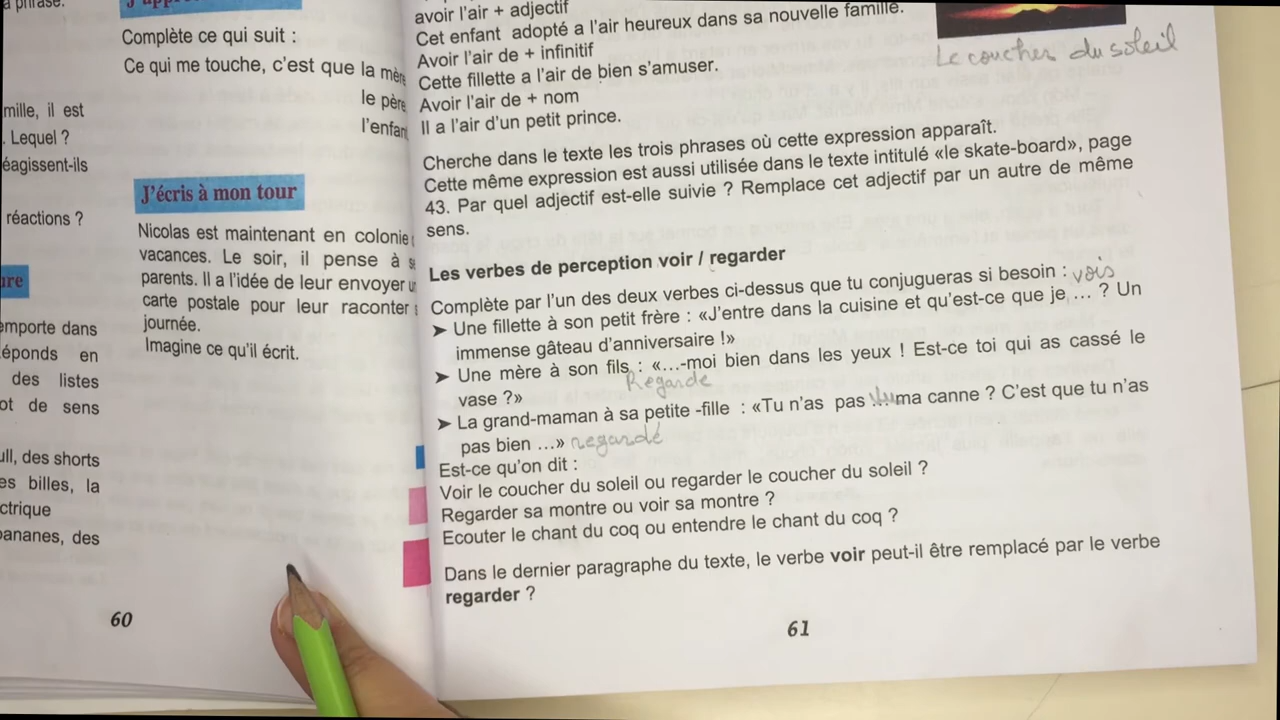 a phrase.
mille, il est
. Lequel ?
éagissent-ils
réactions ?
ure
emporte dans
éponds en
des listes
ot de sens
ull, des shorts
es billes, la
ctrique
ananes, des
Complète ce qui suit :
Ce qui me touche, c'est que la mère
le père
l'enfant
J'écris à mon tour
Nicolas est maintenant en colonie
vacances. Le soir, il pense à
parents. Il a l'idée de leur envoyer
carte postale pour leur raconter
journée.
Imagine ce qu'il écrit.
60
avoir l'air + adjectif
Cet enfant adopté a l'air heureux dans sa nouvelle famille.
Avoir l'air de + infinitif
Cette fillette a l'air de bien s'amuser.
Avoir l'air de + nom
Il a l'air d'un petit prince.
Le coucher du soleil
Cherche dans le texte les trois phrases où cette expression apparaît.
Cette même expression est aussi utilisée dans le texte intitulé «le skate-board», page
43. Par quel adjectif est-elle suivie ? Remplace cet adjectif par un autre de même
sens.
Les verbes de perception voir / regarder
Complète par l'un des deux verbes ci-dessus que tu conjugueras si besoin : vois
➤ Une fillette à son petit frère : «J'entre dans la cuisine et qu'est-ce que je ... ? Un
immense gâteau d'anniversaire !»
➤ Une mère à son fils : «...-moi bien dans les yeux ! Est-ce toi qui as cassé le
Regarde
vase ?»
➤ La grand-maman à sa petite -fille : «Tu n'as pas ... vu ma canne ? C'est que tu n'as
pas bien ...» regardé
Est-ce qu'on dit :
Voir le coucher du soleil ou regarder le coucher du soleil ?
Regarder sa montre ou voir sa montre ?
Ecouter le chant du coq ou entendre le chant du coq ?
Dans le dernier paragraphe du texte, le verbe voir peut-il être remplacé par le verbe
regarder ?
61